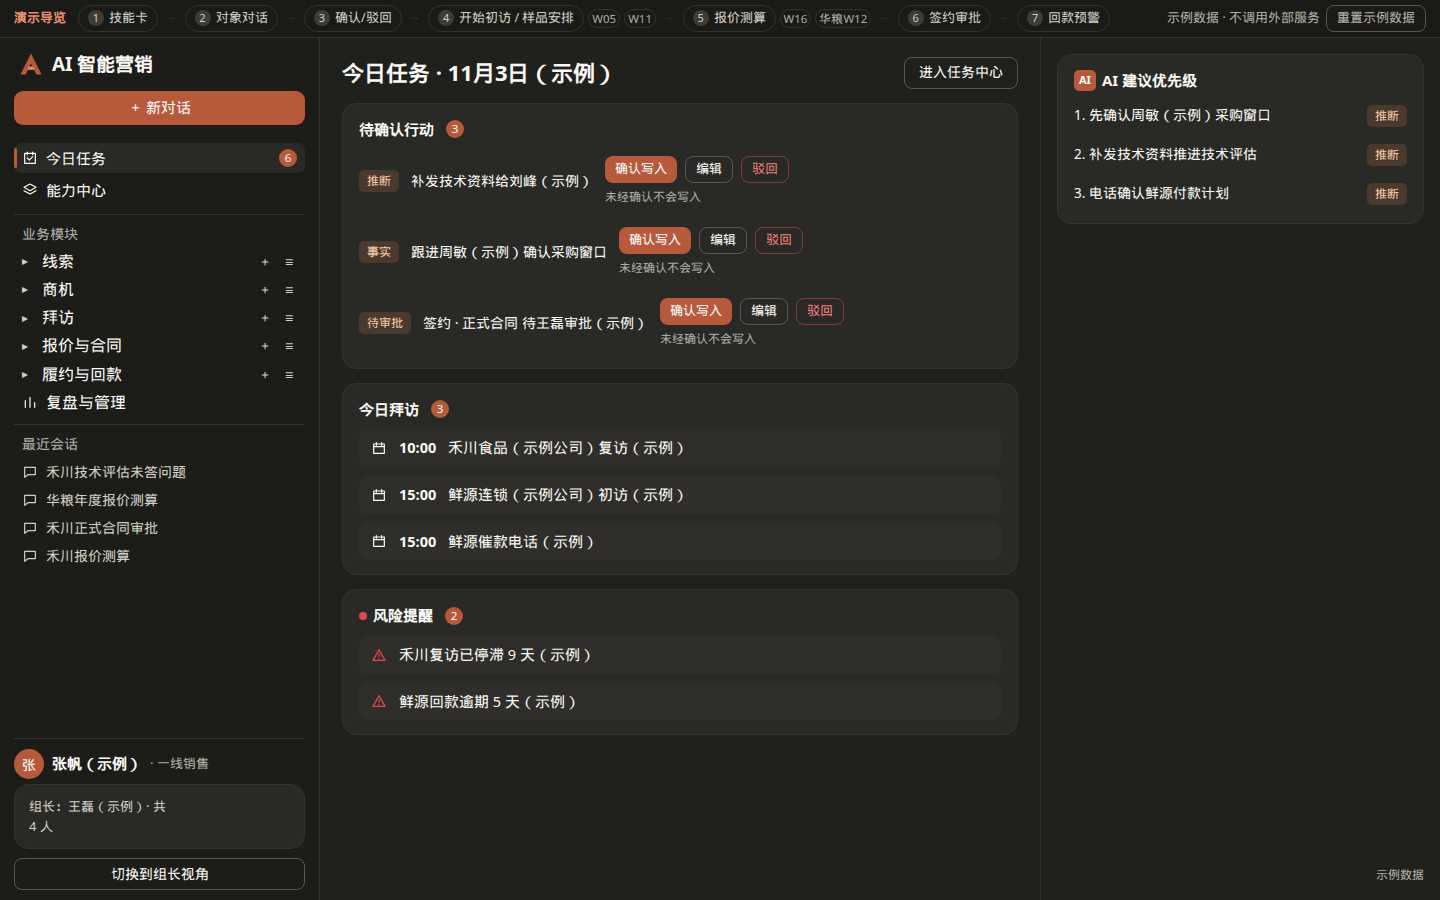 演示导览 1 技能卡 → 2 对象对话 → 3 确认/驳回 → 4 开始初访 / 样品安排 W05 W11 → 5 报价测算 W16 华粮W12 → 6 签约审批 → 7 回款预警 示例数据 · 不调用外部服务 重置示例数据
AI 智能营销
+ 新对话
今日任务 6
能力中心
业务模块
▸ 线索 + ≡
▸ 商机 + ≡
▸ 拜访 + ≡
▸ 报价与合同 + ≡
▸ 履约与回款 + ≡
复盘与管理
最近会话
禾川技术评估未答问题
华粮年度报价测算
禾川正式合同审批
禾川报价测算
张 张帆（示例） · 一线销售
组长：王磊（示例）· 共
4 人
切换到组长视角
今日任务 · 11月3日（示例）
进入任务中心
待确认行动 3
推断 补发技术资料给刘峰（示例） 确认写入 编辑 驳回
未经确认不会写入
事实 跟进周敏（示例）确认采购窗口 确认写入 编辑 驳回
未经确认不会写入
待审批 签约 · 正式合同 待王磊审批（示例） 确认写入 编辑 驳回
未经确认不会写入
今日拜访 3
10:00 禾川食品（示例公司）复访（示例）
15:00 鲜源连锁（示例公司）初访（示例）
15:00 鲜源催款电话（示例）
风险提醒 2
禾川复访已停滞 9 天（示例）
鲜源回款逾期 5 天（示例）
AI AI 建议优先级
1. 先确认周敏（示例）采购窗口 推断
2. 补发技术资料推进技术评估 推断
3. 电话确认鲜源付款计划 推断
示例数据